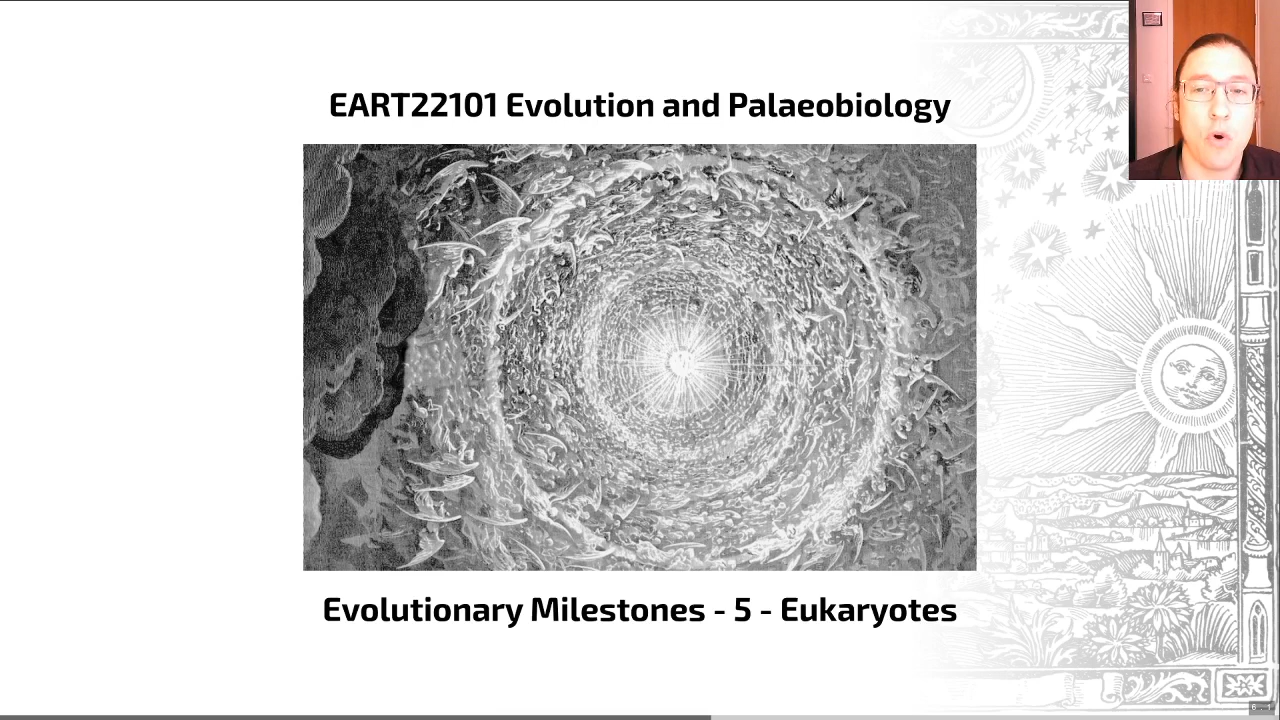 EART22101 Evolution and Palaeobiology
Evolutionary Milestones - 5 - Eukaryotes